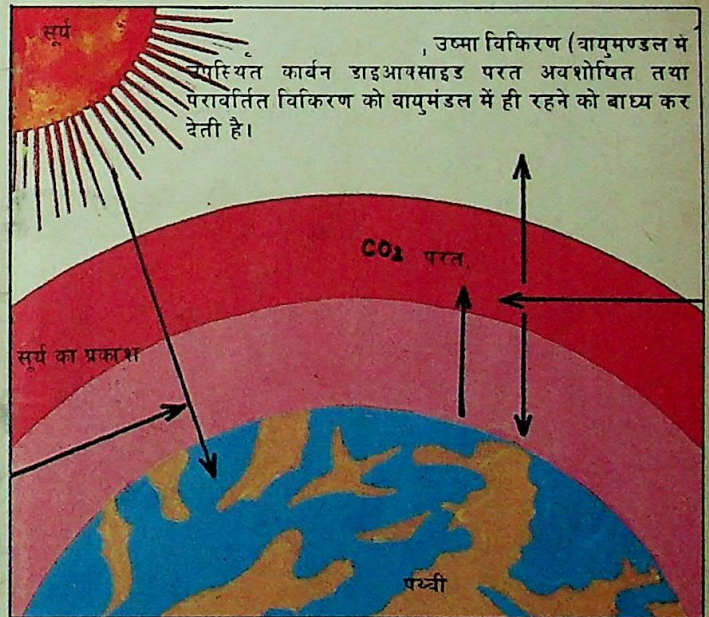 सूर्य
, उष्मा विकिरण (वायुमण्डल में
उपस्थित कार्बन डाइआक्साइड परत अवशोषित तथा
परावर्तित विकिरण को वायुमंडल में ही रहने को बाध्य कर
देती है।
CO₂ परत
सूर्य का प्रकाश
पृथ्वी